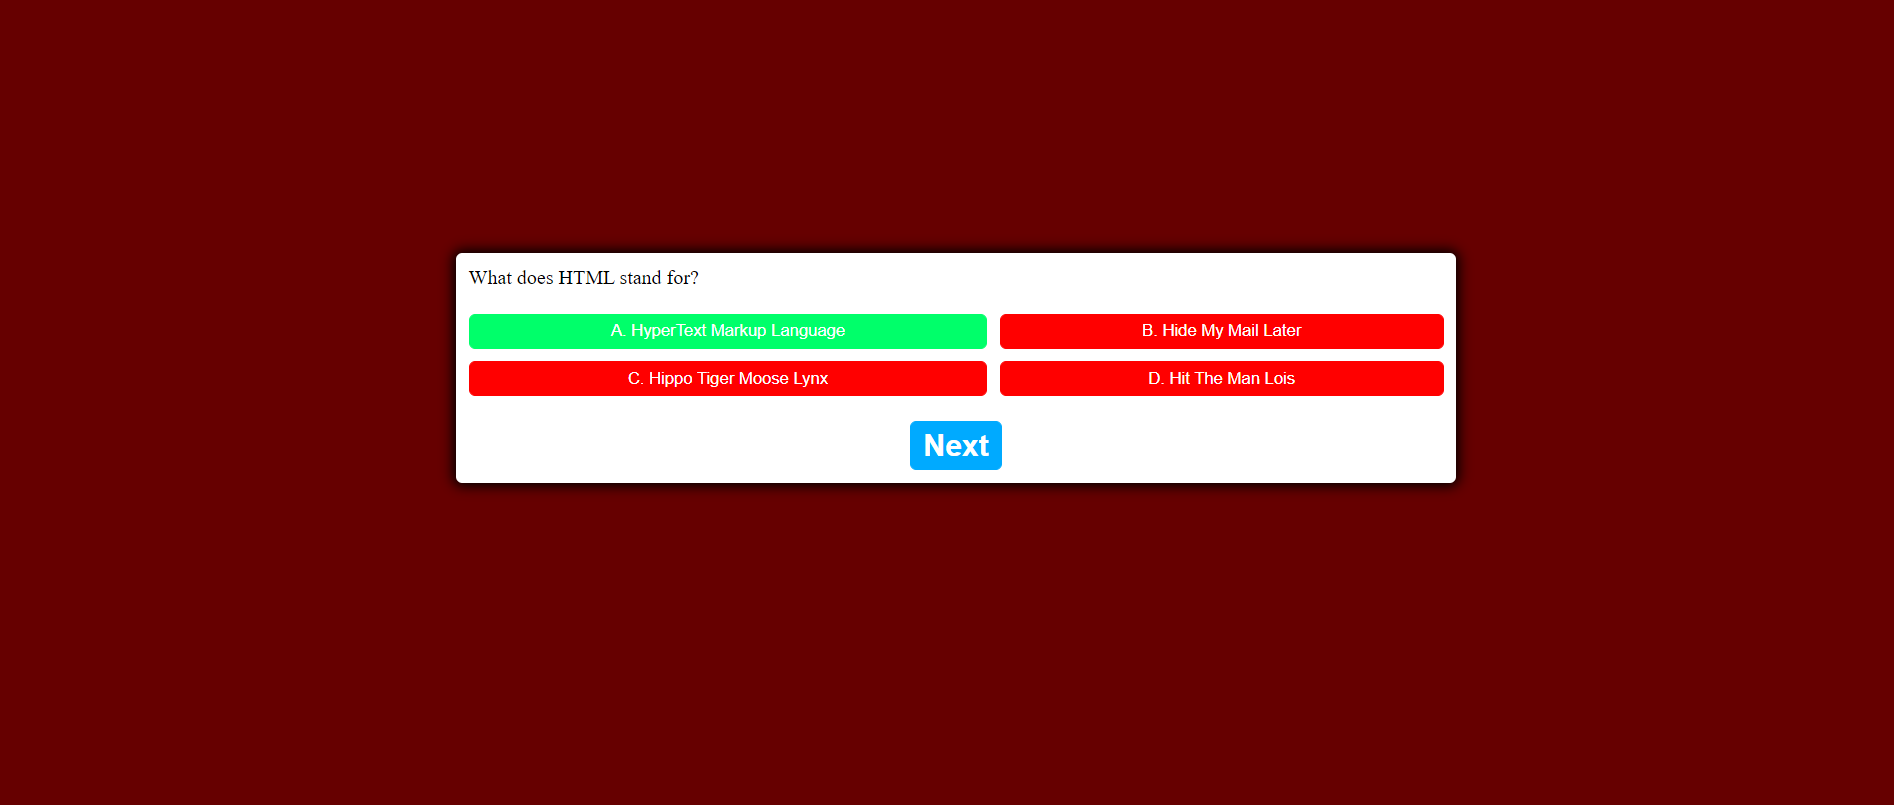 What does HTML stand for?
A. HyperText Markup Language
B. Hide My Mail Later
C. Hippo Tiger Moose Lynx
D. Hit The Man Lois
Next